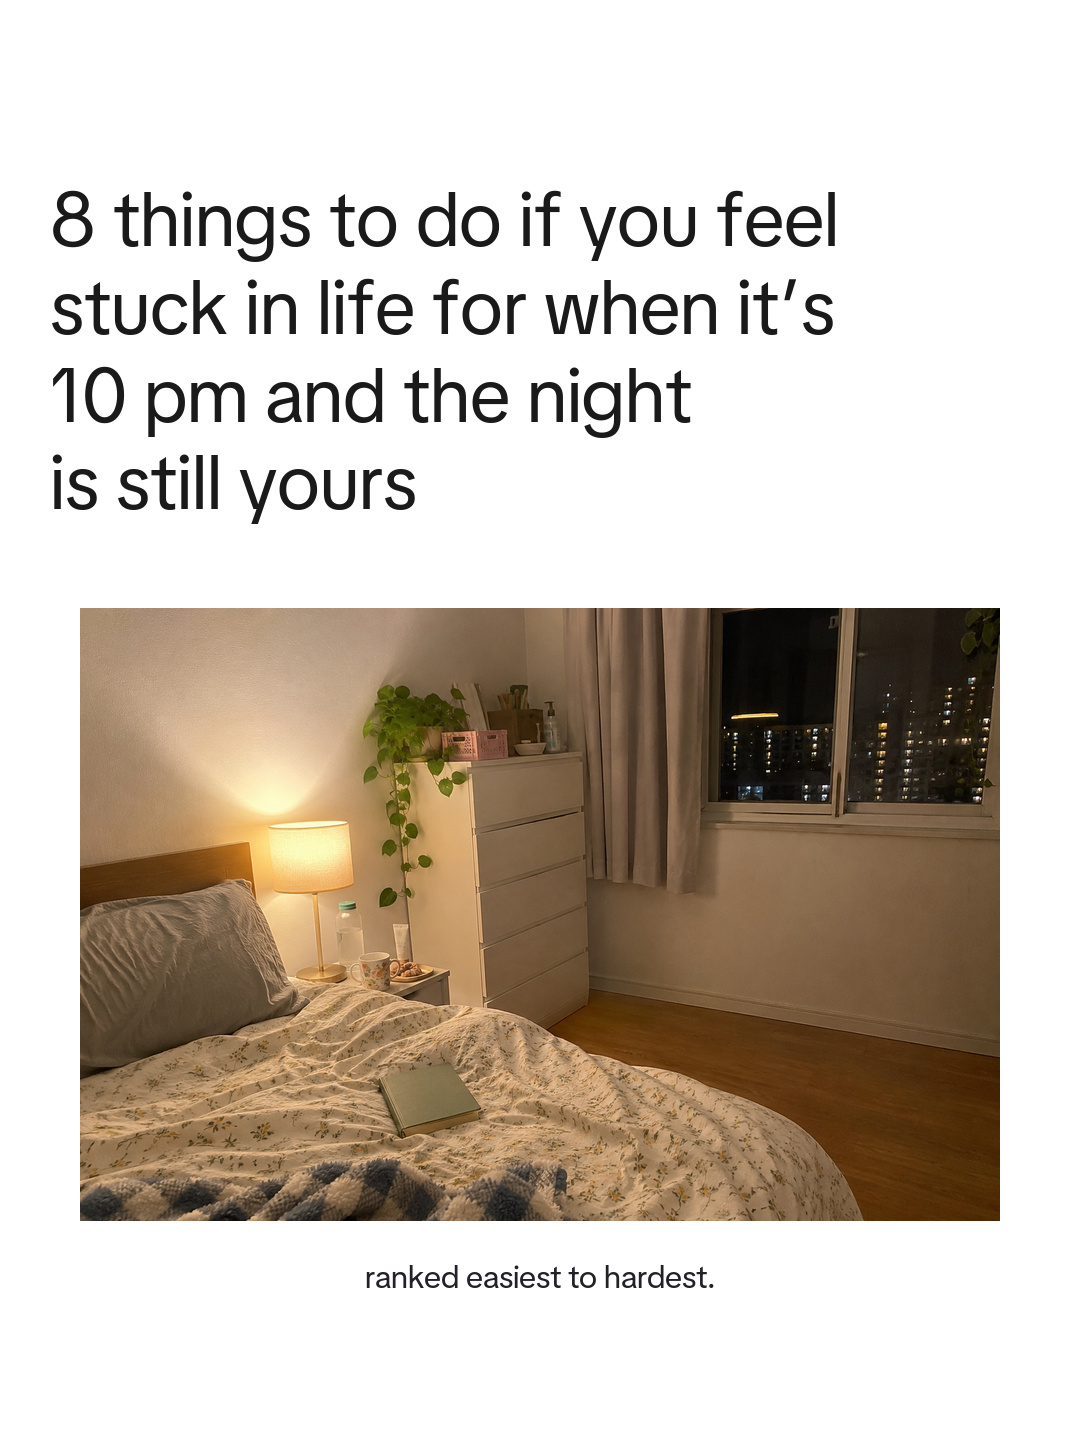 8 things to do if you feel
stuck in life for when it’s
10 pm and the night
is still yours
ranked easiest to hardest.